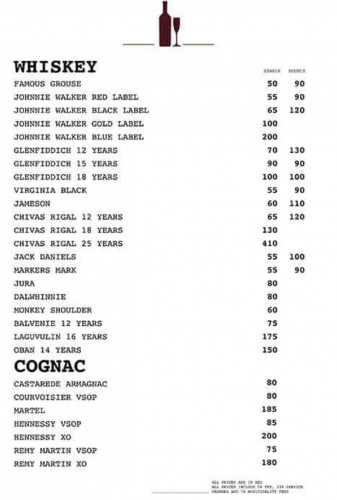 WHISKEY SINGLE DOUBLE
FAMOUS GROUSE 50 90
JOHNNIE WALKER RED LABEL 55 90
JOHNNIE WALKER BLACK LABEL 65 120
JOHNNIE WALKER GOLD LABEL 100
JOHNNIE WALKER BLUE LABEL 200
GLENFIDDICH 12 YEARS 70 130
GLENFIDDICH 15 YEARS 90 90
GLENFIDDICH 18 YEARS 100 100
VIRGINIA BLACK 55 90
JAMESON 60 110
CHIVAS RIGAL 12 YEARS 65 120
CHIVAS RIGAL 18 YEARS 130
CHIVAS RIGAL 25 YEARS 410
JACK DANIELS 55 100
MARKERS MARK 55 90
JURA 80
DALWHINNIE 80
MONKEY SHOULDER 60
BALVENIE 12 YEARS 75
LAGUVULIN 16 YEARS 175
OBAN 14 YEARS 150
COGNAC
CASTAREDE ARMAGNAC 80
COURVOISIER VSOP 80
MARTEL 185
HENNESSY VSOP 85
HENNESSY XO 200
REMY MARTIN VSOP 75
REMY MARTIN XO 180
ALL PRICES ARE IN AED
ALL PRICES INCLUDE 5% VAT, 10% SERVICE
CHARGES AND 7% MUNICIPALITY FEES